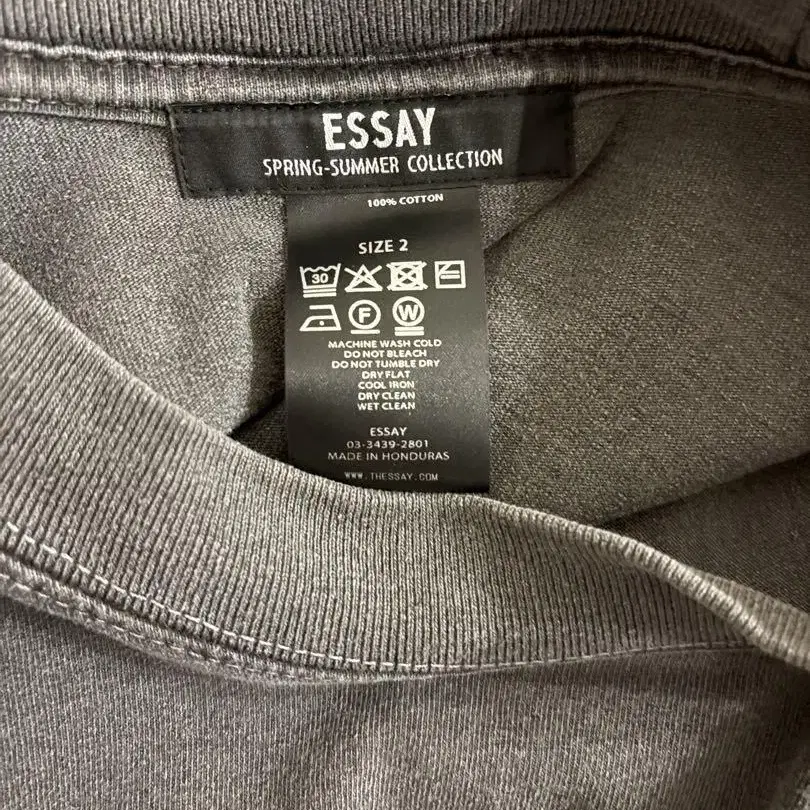 ESSAY
SPRING-SUMMER COLLECTION
100% COTTON
SIZE 2
30
F W
MACHINE WASH COLD
DO NOT BLEACH
DO NOT TUMBLE DRY
DRY FLAT
COOL IRON
DRY CLEAN
WET CLEAN
ESSAY
03-3439-2801
MADE IN HONDURAS
WWW.THESSAY.COM